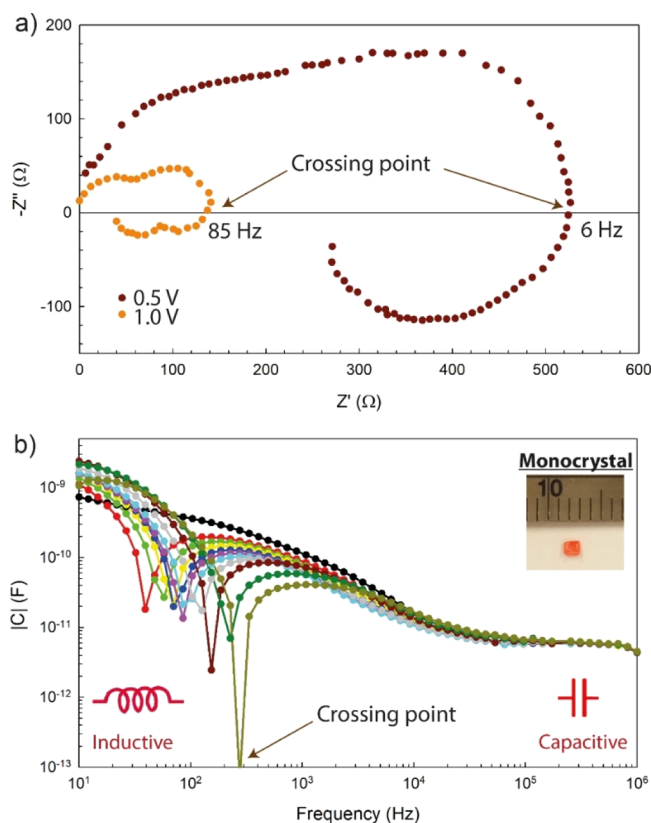 a)
200
100
0
-100
-Z" (Ω)
Crossing point
85 Hz
6 Hz
0.5 V
1.0 V
0 100 200 300 400 500 600
Z' (Ω)
b)
10⁻⁹
10⁻¹⁰
10⁻¹¹
10⁻¹²
10⁻¹³
|C| (F)
Monocrystal
10
Crossing point
Inductive
Capacitive
10¹ 10² 10³ 10⁴ 10⁵ 10⁶
Frequency (Hz)